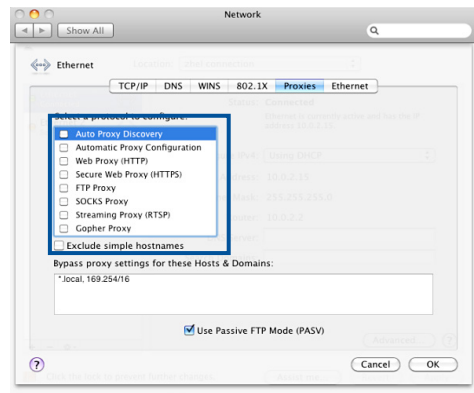 Network
Show All
Ethernet
TCP/IP DNS WINS 802.1X Proxies Ethernet
Select a protocol to configure:
Auto Proxy Discovery
Automatic Proxy Configuration
Web Proxy (HTTP)
Secure Web Proxy (HTTPS)
FTP Proxy
SOCKS Proxy
Streaming Proxy (RTSP)
Gopher Proxy
Exclude simple hostnames
Bypass proxy settings for these Hosts & Domains:
*.local, 169.254/16
Use Passive FTP Mode (PASV)
? Cancel OK